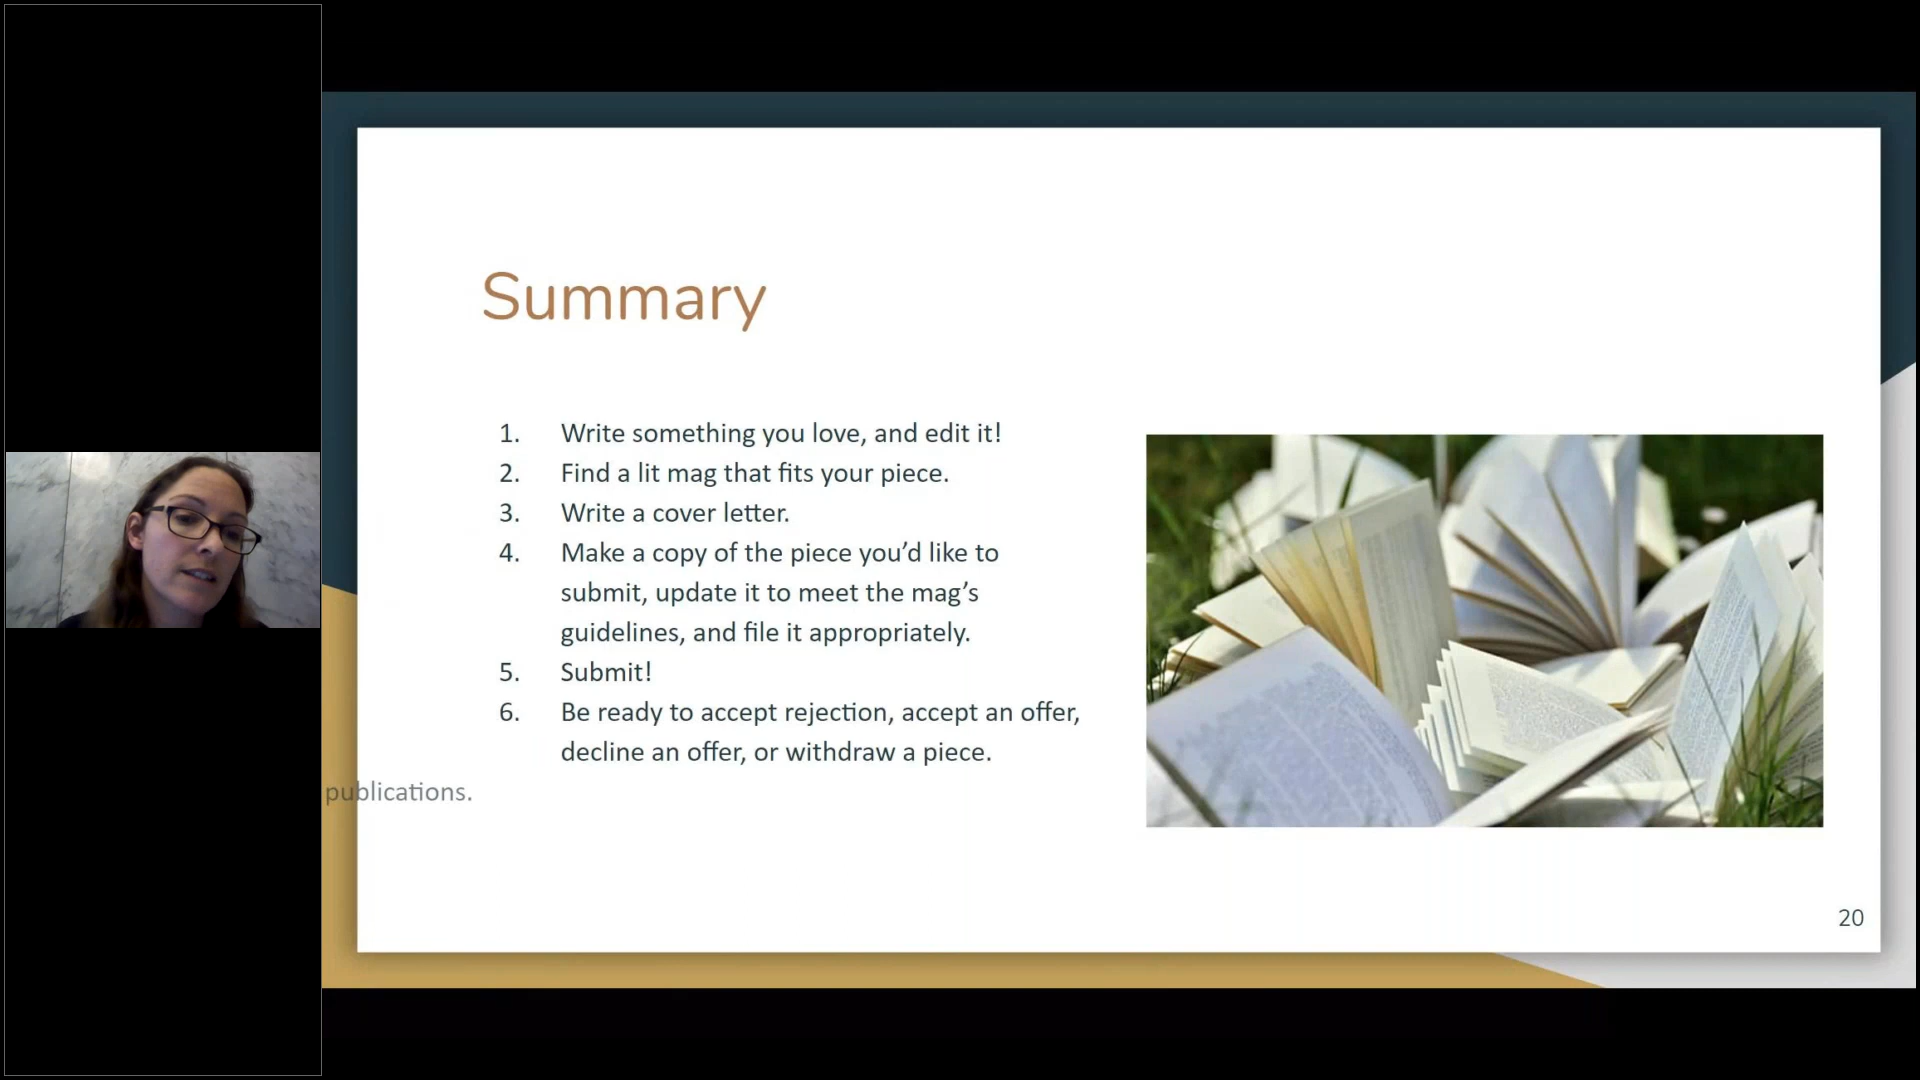 Summary
1. Write something you love, and edit it!
2. Find a lit mag that fits your piece.
3. Write a cover letter.
4. Make a copy of the piece you’d like to
submit, update it to meet the mag’s
guidelines, and file it appropriately.
5. Submit!
6. Be ready to accept rejection, accept an offer,
decline an offer, or withdraw a piece.
publications.
20